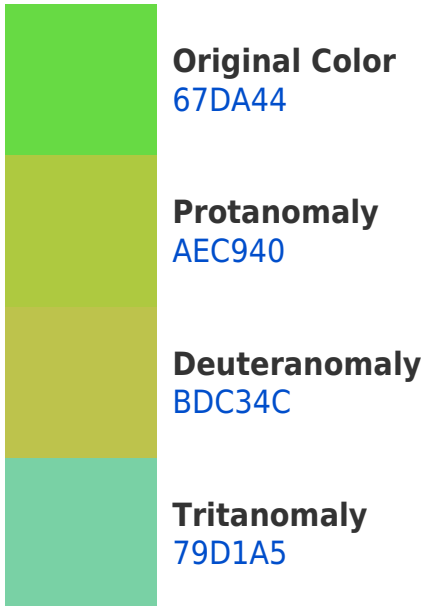 Original Color
67DA44
Protanomaly
AEC940
Deuteranomaly
BDC34C
Tritanomaly
79D1A5